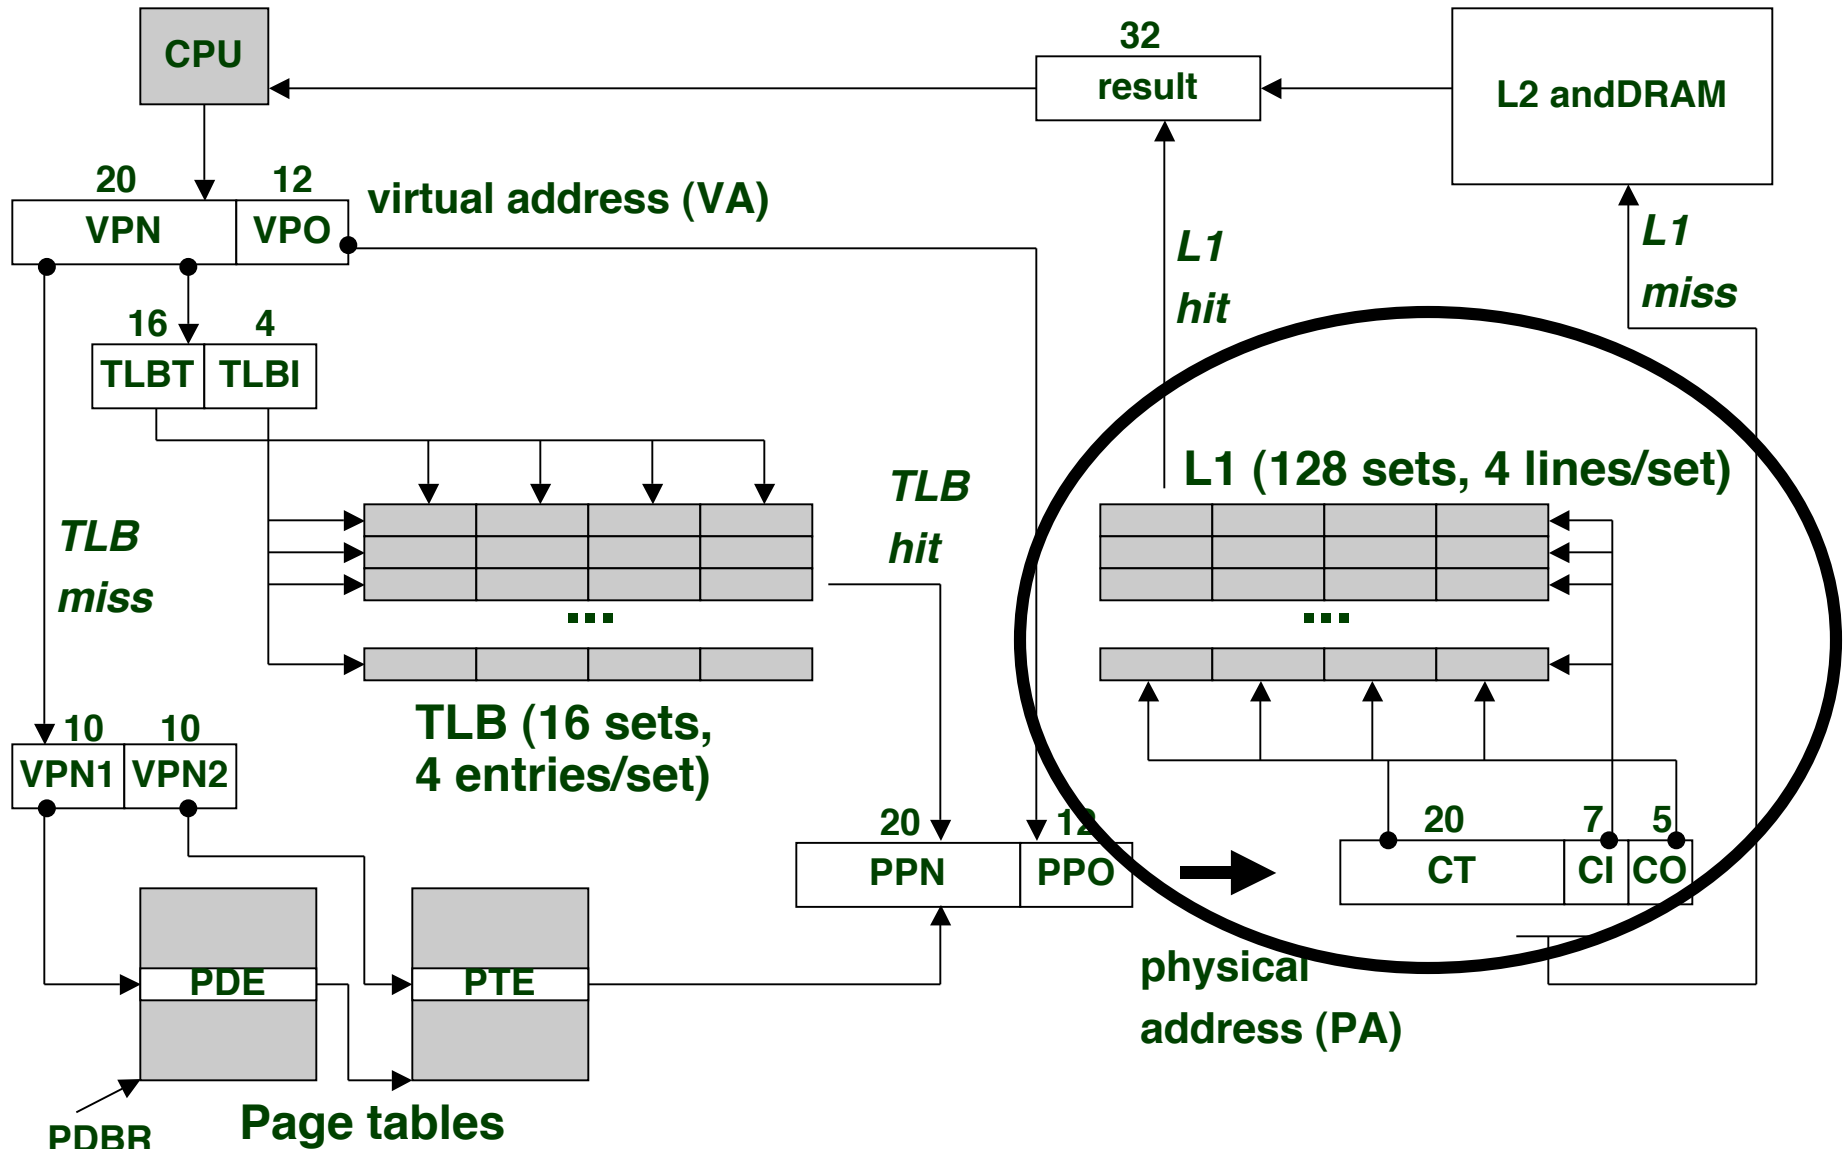 CPU
32
result
L2 andDRAM
20
12
VPN
VPO
virtual address (VA)
L1
hit
L1
miss
16
4
TLBT
TLBI
TLB
hit
L1 (128 sets, 4 lines/set)
TLB
miss
...
...
TLB (16 sets,
4 entries/set)
10
10
VPN1
VPN2
20
12
PPN
PPO
20
7
5
CT
CI
CO
PDE
PTE
physical
address (PA)
Page tables
PDBR